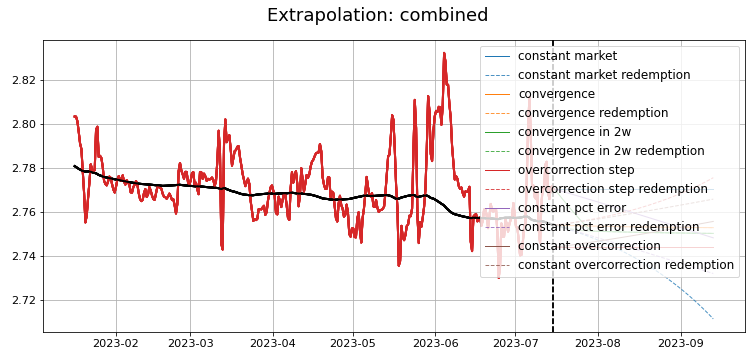 Extrapolation: combined
2.82
2.80
2.78
2.76
2.74
2.72
constant market
constant market redemption
convergence
convergence redemption
convergence in 2w
convergence in 2w redemption
overcorrection step
overcorrection step redemption
constant pct error
constant pct error redemption
constant overcorrection
constant overcorrection redemption
2023-02 2023-03 2023-04 2023-05 2023-06 2023-07 2023-08 2023-09